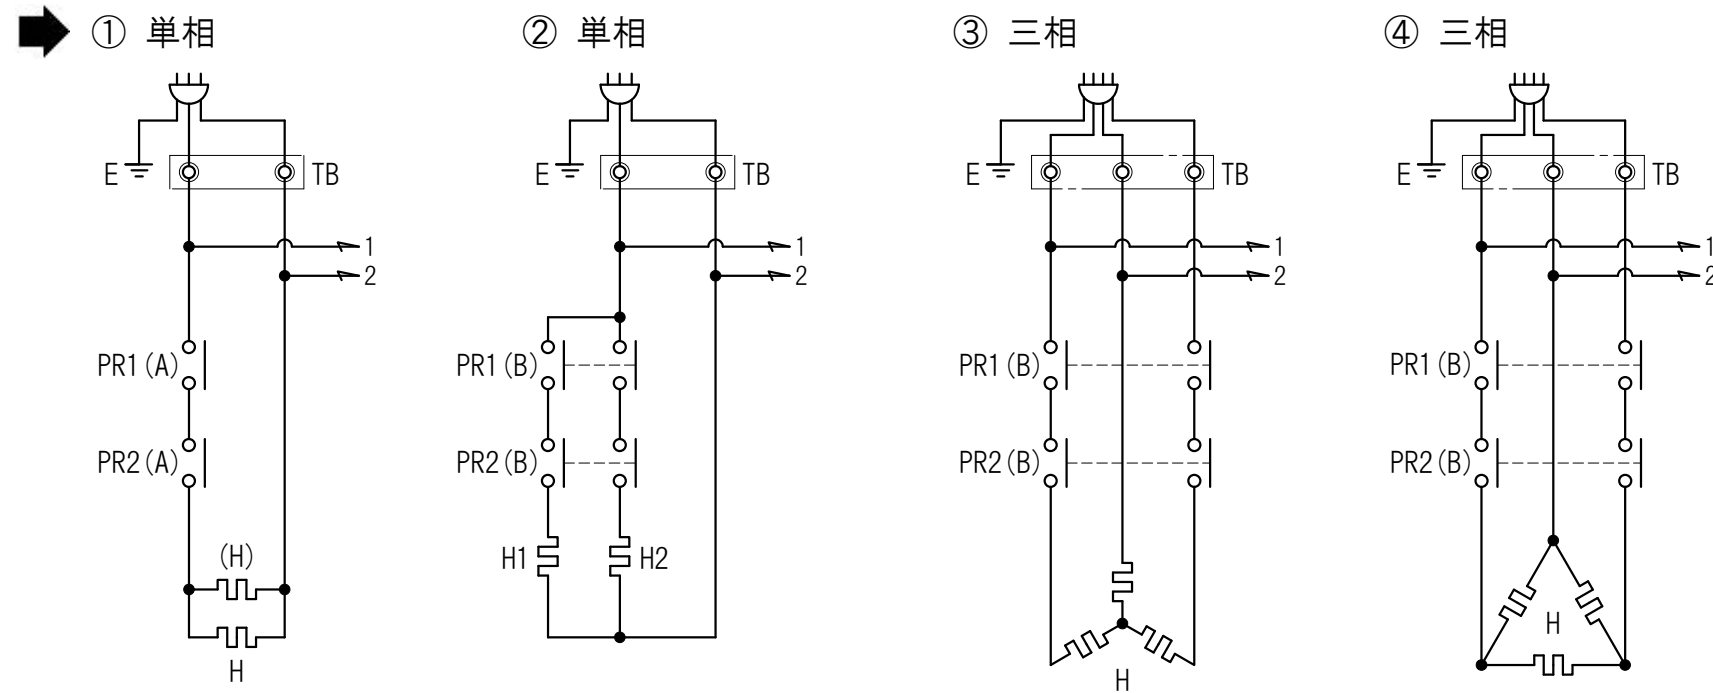 ① 単相
② 単相
③ 三相
④ 三相
E TB
E TB
E TB
E TB
1
2
1
2
1
2
1
2
PR1(A)
PR1(B)
PR1(B)
PR1(B)
PR2(A)
PR2(B)
PR2(B)
PR2(B)
(H)
H
H1 H2
H
H